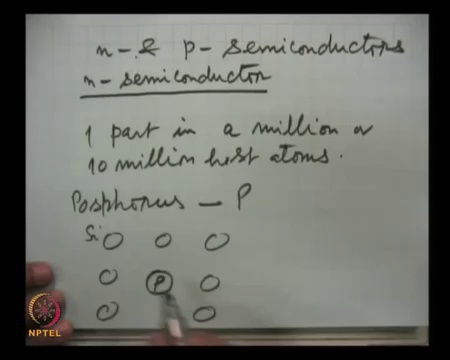 n- & p- semiconductors
n- semiconductor
1 part in a million or
10 million host atoms.
Posphorus — P
Si
P
NPTEL